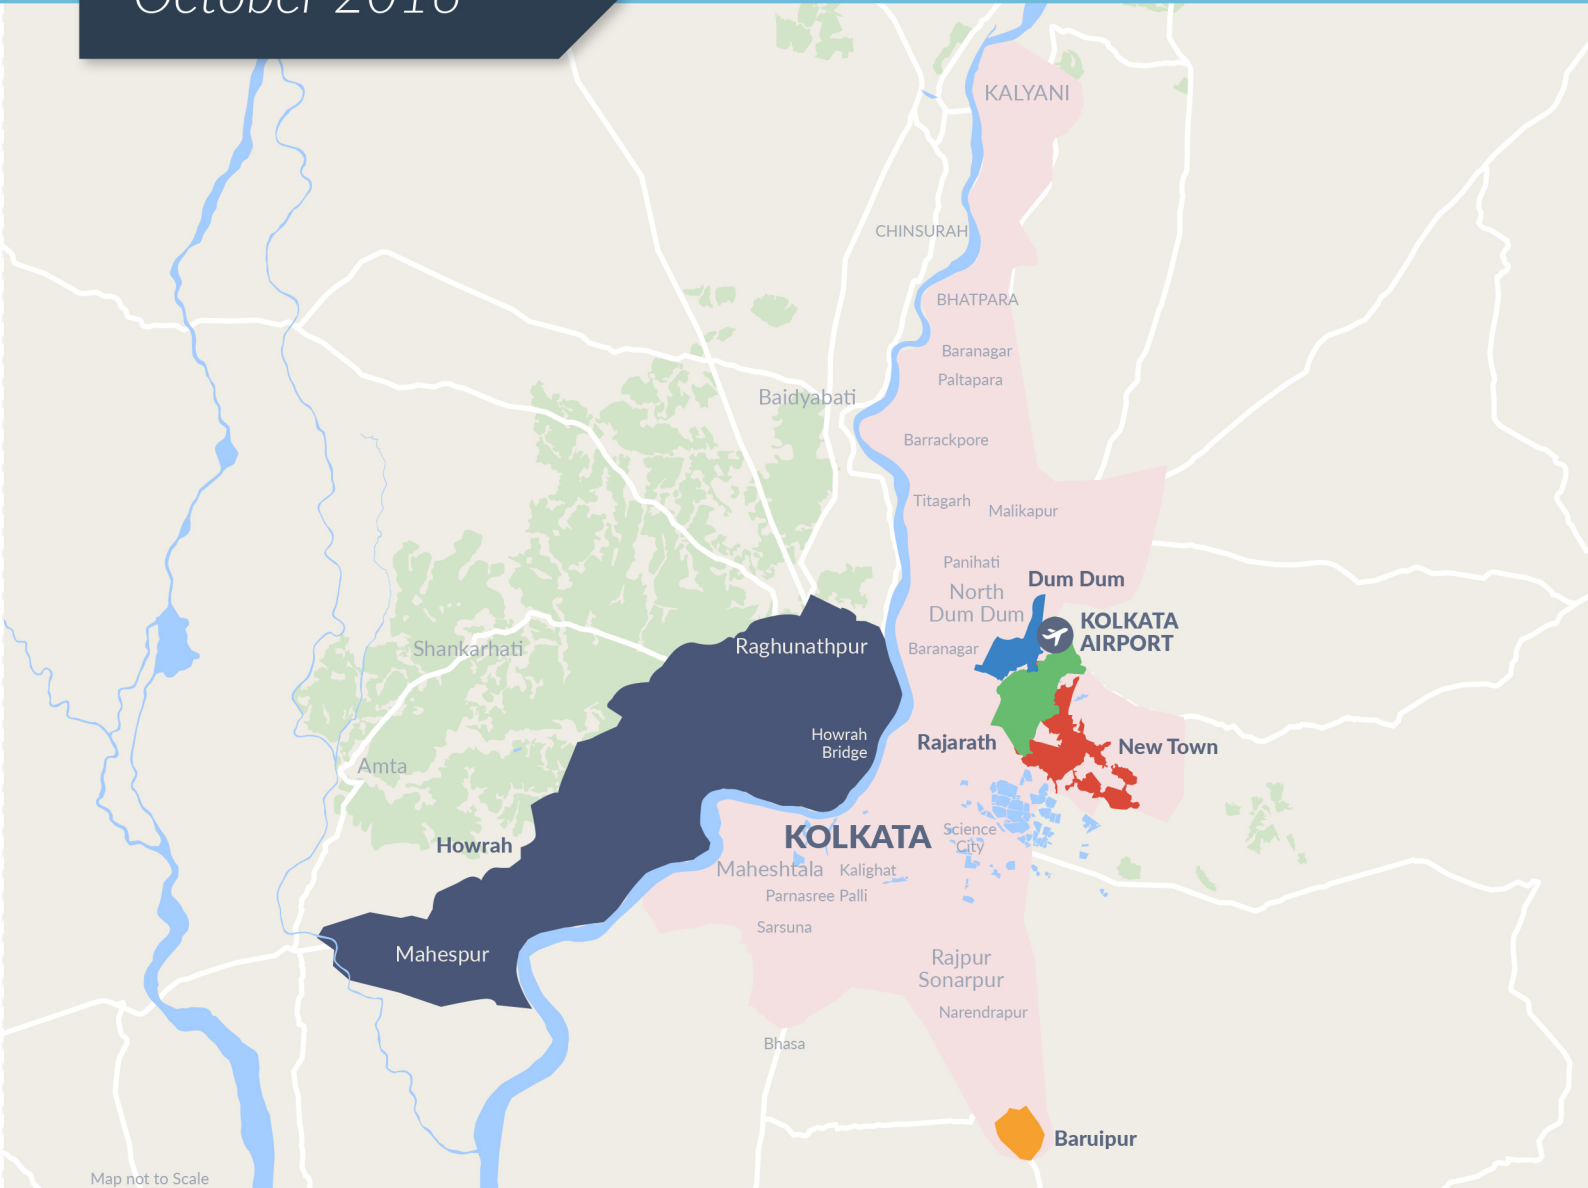 October 2018
KALYANI
CHINSURAH
BHATPARA
Baranagar
Paltapara
Baidyabati
Barrackpore
Titagarh
Malikapur
Panihati
Dum Dum
North
Dum Dum
KOLKATA
AIRPORT
Shankarhati
Raghunathpur
Baranagar
Howrah
Bridge
Rajarath
New Town
Amta
Howrah
KOLKATA
Science
City
Maheshtala
Kalighat
Parnasree Palli
Sarsuna
Mahespur
Rajpur
Sonarpur
Narendrapur
Bhasa
Baruipur
Map not to Scale